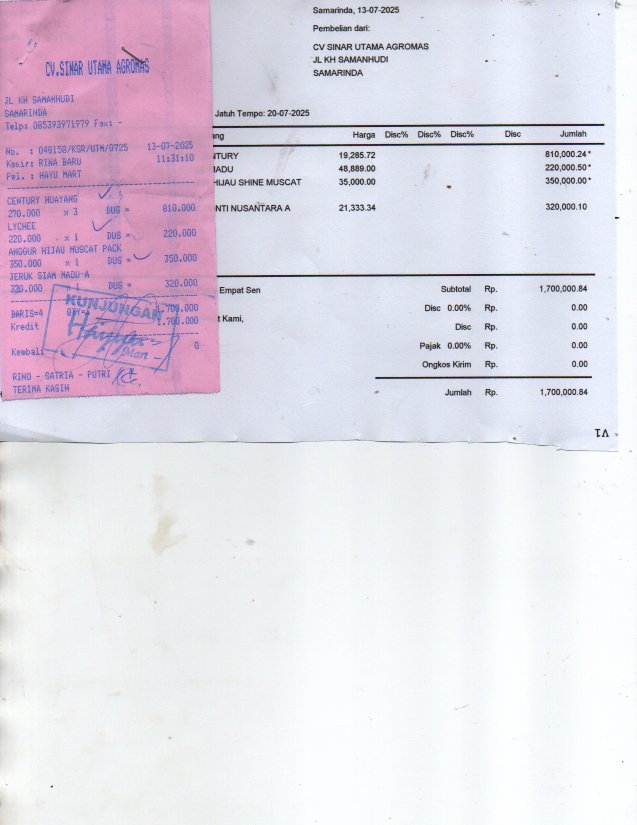 CV.SINAR UTAMA AGROMAS
JL KH SAMANHUDI
SAMARINDA
Telp: 085393971979 Fax: -
No. : 048158/KSR/UTM/0725 13-07-2025
Kasir: RINA BARU 11:31:10
Pel. : HAYU MART
CENTURY HUAYANG
270.000 x 3 DUS = 810.000
LYCHEE
220.000 x 1 DUS = 220.000
ANGGUR HIJAU MUSCAT PACK
350.000 x 1 DUS = 350.000
JERUK SIAM MADU-A
320.000 x 1 DUS = 320.000
BARIS=4 QTY= 1.700.000
Kredit 1.700.000
Kembali 0
RINO - SATRIA - PUTRI
TERIMA KASIH
KUNJUNGAN
Mart
Samarinda, 13-07-2025
Pembelian dari:
CV SINAR UTAMA AGROMAS
JL KH SAMANHUDI
SAMARINDA
Jatuh Tempo: 20-07-2025
ang Harga Disc% Disc% Disc% Disc Jumlah
NTURY 19,285.72 810,000.24*
MADU 48,889.00 220,000.50*
HIJAU SHINE MUSCAT 35,000.00 350,000.00*
NTI NUSANTARA A 21,333.34 320,000.10
Empat Sen
t Kami,
Subtotal Rp. 1,700,000.84
Disc 0.00% Rp. 0.00
Disc Rp. 0.00
Pajak 0.00% Rp. 0.00
Ongkos Kirim Rp. 0.00
Jumlah Rp. 1,700,000.84
V1